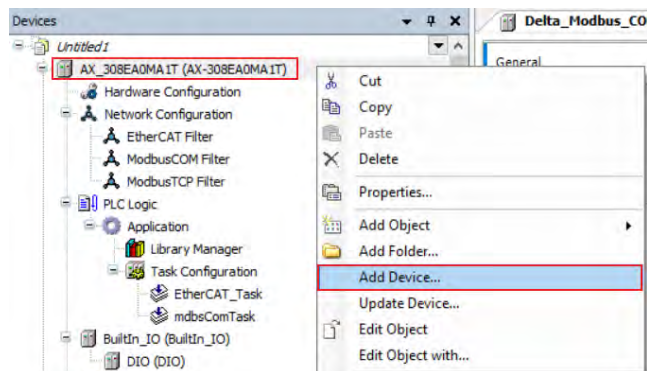 Devices
Untitled1
AX_308EA0MA1T (AX-308EA0MA1T)
Hardware Configuration
Network Configuration
EtherCAT Filter
ModbusCOM Filter
ModbusTCP Filter
PLC Logic
Application
Library Manager
Task Configuration
EtherCAT_Task
mdbsComTask
BuiltIn_IO (BuiltIn_IO)
DIO (DIO)
Delta_Modbus_CO
General
Cut
Copy
Paste
Delete
Properties...
Add Object
Add Folder...
Add Device...
Update Device...
Edit Object
Edit Object with...